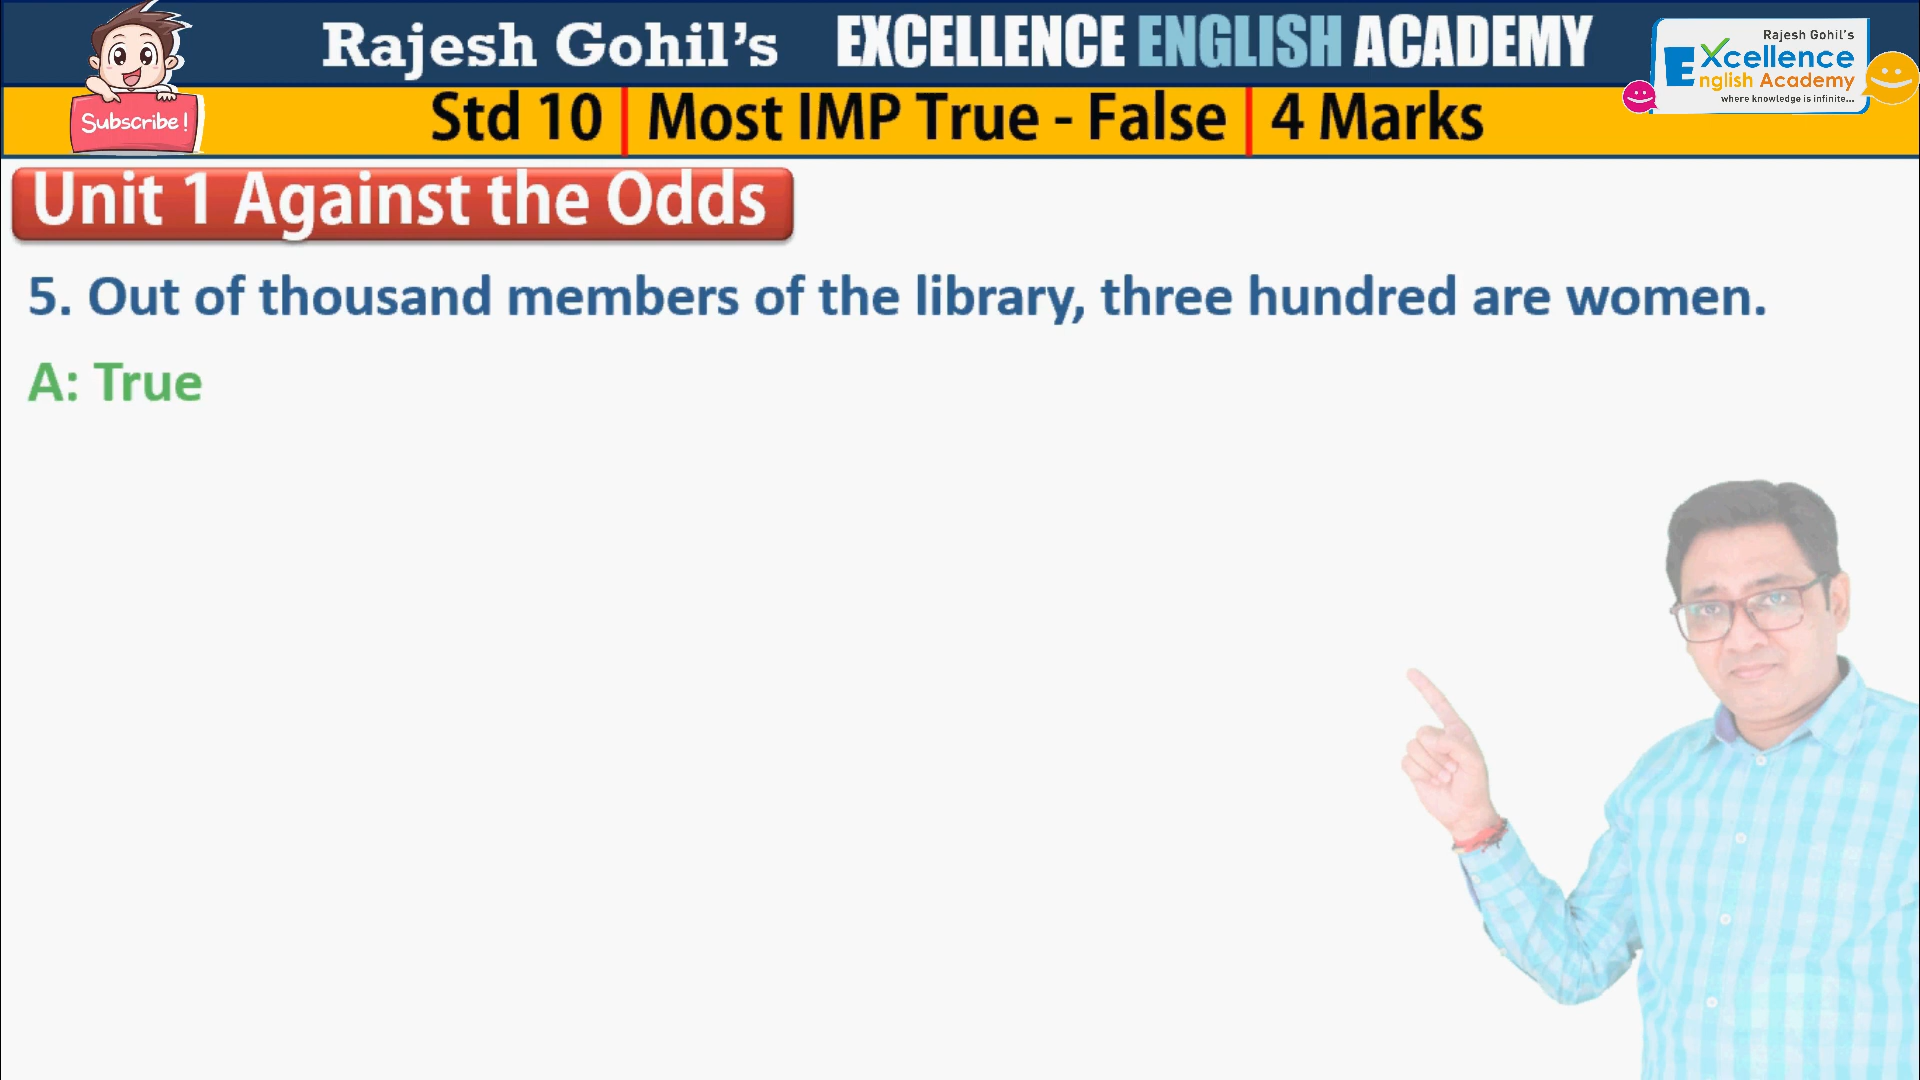 Rajesh Gohil's EXCELLENCE ENGLISH ACADEMY
Rajesh Gohil's
Excellence
English Academy
where knowledge is infinite...
Subscribe!
Std 10 | Most IMP True - False | 4 Marks
Unit 1 Against the Odds
5. Out of thousand members of the library, three hundred are women.
A: True